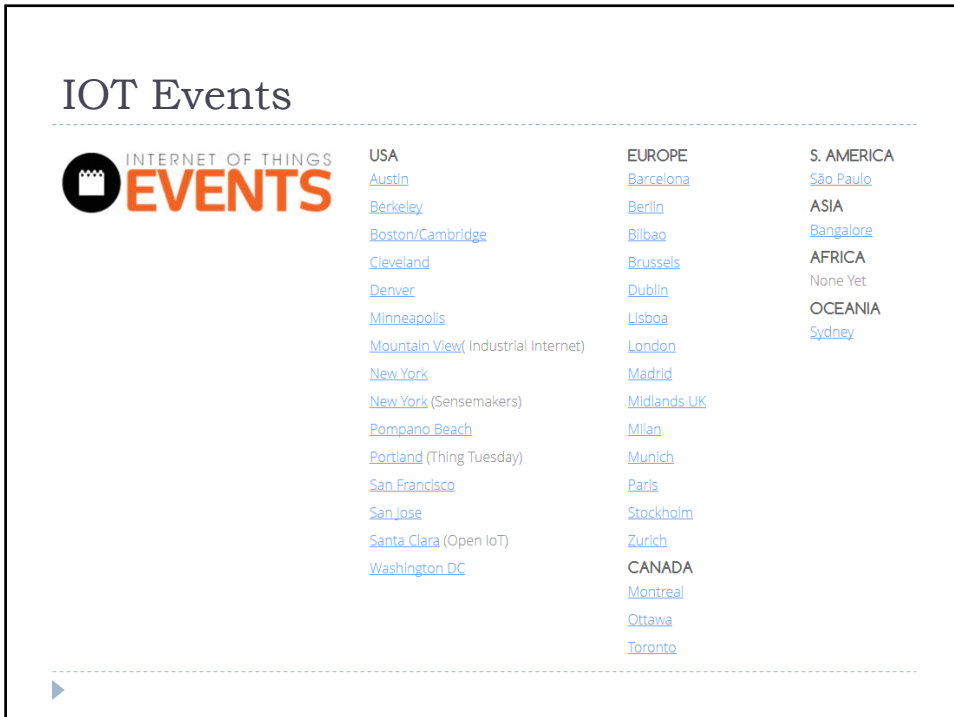 IOT Events
INTERNET OF THINGS
EVENTS
USA
Austin
Berkeley
Boston/Cambridge
Cleveland
Denver
Minneapolis
Mountain View( Industrial Internet)
New York
New York (Sensemakers)
Pompano Beach
Portland (Thing Tuesday)
San Francisco
San Jose
Santa Clara (Open IoT)
Washington DC
EUROPE
Barcelona
Berlin
Bilbao
Brussels
Dublin
Lisboa
London
Madrid
Midlands UK
Milan
Munich
Paris
Stockholm
Zurich
CANADA
Montreal
Ottawa
Toronto
S. AMERICA
São Paulo
ASIA
Bangalore
AFRICA
None Yet
OCEANIA
Sydney